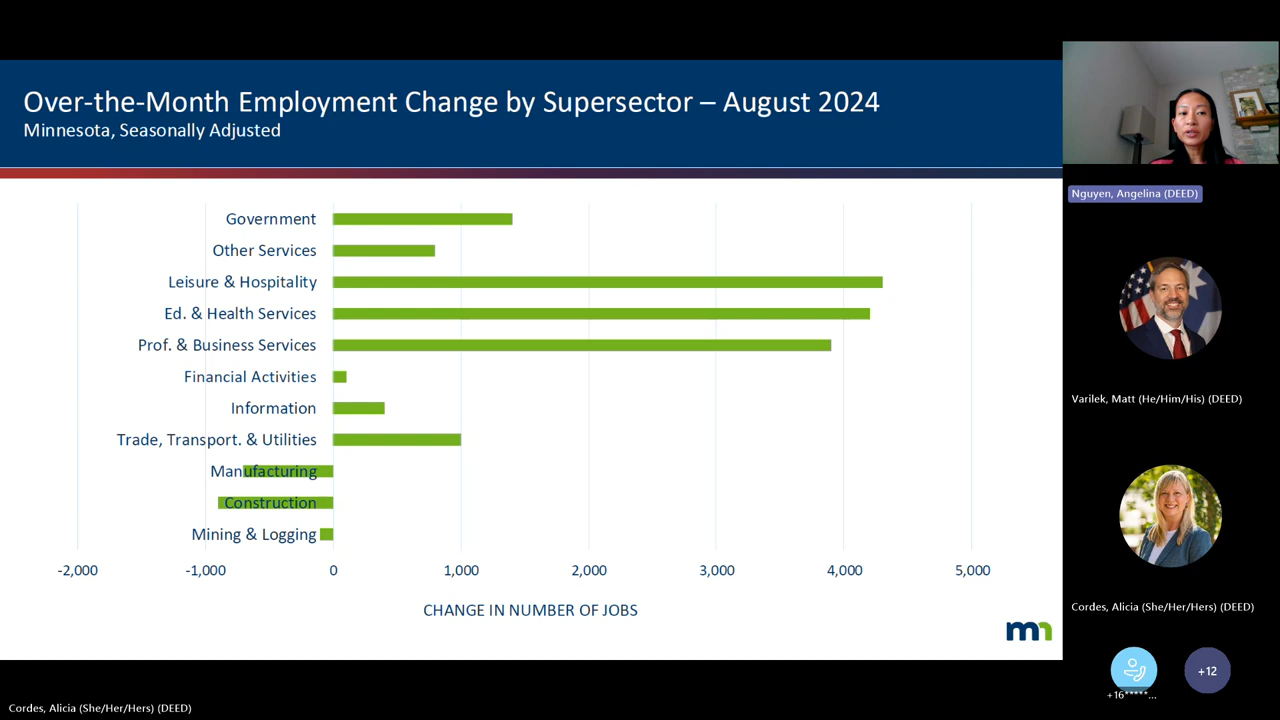 Over-the-Month Employment Change by Supersector – August 2024
Minnesota, Seasonally Adjusted
Government
Other Services
Leisure & Hospitality
Ed. & Health Services
Prof. & Business Services
Financial Activities
Information
Trade, Transport. & Utilities
Manufacturing
Construction
Mining & Logging
-2,000 -1,000 0 1,000 2,000 3,000 4,000 5,000
CHANGE IN NUMBER OF JOBS
mn
Nguyen, Angelina (DEED)
Varilek, Matt (He/Him/His) (DEED)
Cordes, Alicia (She/Her/Hers) (DEED)
+12
+16*****...
Cordes, Alicia (She/Her/Hers) (DEED)